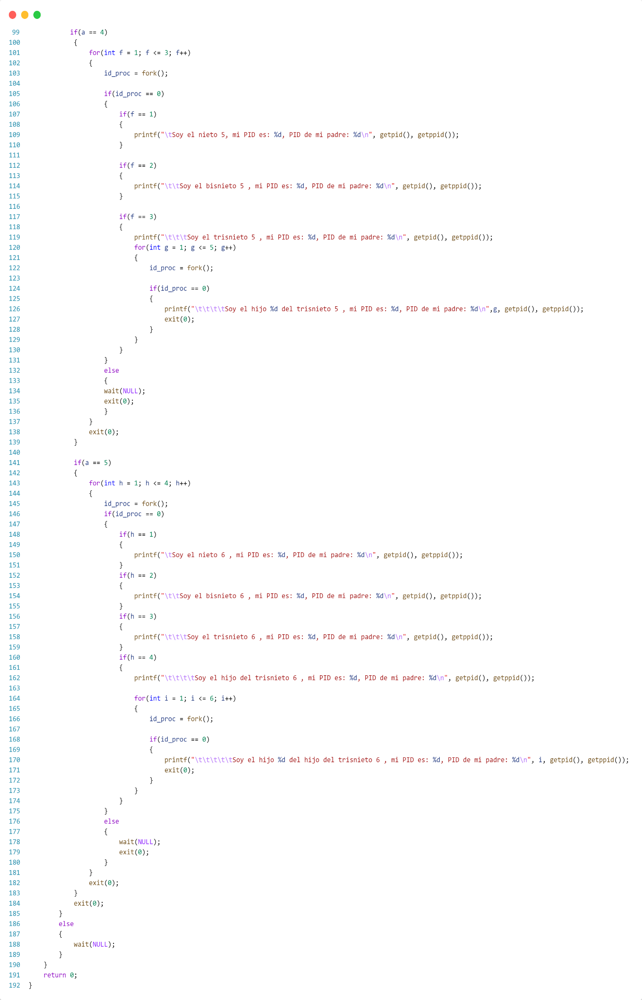 99 if(a == 4)
100 {
101 for(int f = 1; f <= 3; f++)
102 {
103 id_proc = fork();
104
105 if(id_proc == 0)
106 {
107 if(f == 1)
108 {
109 printf("\tSoy el nieto 5, mi PID es: %d, PID de mi padre: %d\n", getpid(), getppid());
110 }
111
112 if(f == 2)
113 {
114 printf("\t\tSoy el bisnieto 5 , mi PID es: %d, PID de mi padre: %d\n", getpid(), getppid());
115 }
116
117 if(f == 3)
118 {
119 printf("\t\t\tSoy el trisnieto 5 , mi PID es: %d, PID de mi padre: %d\n", getpid(), getppid());
120 for(int g = 1; g <= 5; g++)
121 {
122 id_proc = fork();
123
124 if(id_proc == 0)
125 {
126 printf("\t\t\t\tSoy el hijo %d del trisnieto 5 , mi PID es: %d, PID de mi padre: %d\n",g, getpid(), getppid());
127 exit(0);
128 }
129 }
130 }
131 }
132 else
133 {
134 wait(NULL);
135 exit(0);
136 }
137 }
138 exit(0);
139 }
140
141 if(a == 5)
142 {
143 for(int h = 1; h <= 4; h++)
144 {
145 id_proc = fork();
146 if(id_proc == 0)
147 {
148 if(h == 1)
149 {
150 printf("\tSoy el nieto 6 , mi PID es: %d, PID de mi padre: %d\n", getpid(), getppid());
151 }
152 if(h == 2)
153 {
154 printf("\t\tSoy el bisnieto 6 , mi PID es: %d, PID de mi padre: %d\n", getpid(), getppid());
155 }
156 if(h == 3)
157 {
158 printf("\t\t\tSoy el trisnieto 6 , mi PID es: %d, PID de mi padre: %d\n", getpid(), getppid());
159 }
160 if(h == 4)
161 {
162 printf("\t\t\t\tSoy el hijo del trisnieto 6 , mi PID es: %d, PID de mi padre: %d\n", getpid(), getppid());
163
164 for(int i = 1; i <= 6; i++)
165 {
166 id_proc = fork();
167
168 if(id_proc == 0)
169 {
170 printf("\t\t\t\t\tSoy el hijo %d del hijo del trisnieto 6 , mi PID es: %d, PID de mi padre: %d\n", i, getpid(), getppid());
171 exit(0);
172 }
173 }
174 }
175 }
176 else
177 {
178 wait(NULL);
179 exit(0);
180 }
181 }
182 exit(0);
183 }
184 exit(0);
185 }
186 else
187 {
188 wait(NULL);
189 }
190 }
191 return 0;
192 }